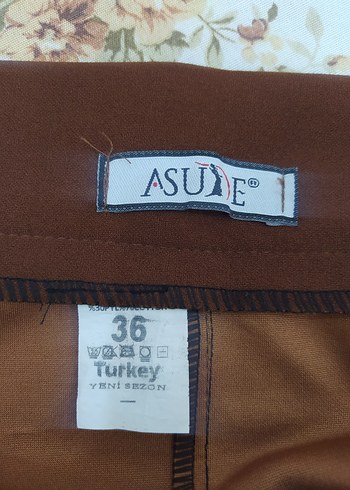 ASUDE®
36
Turkey
YENİ SEZON